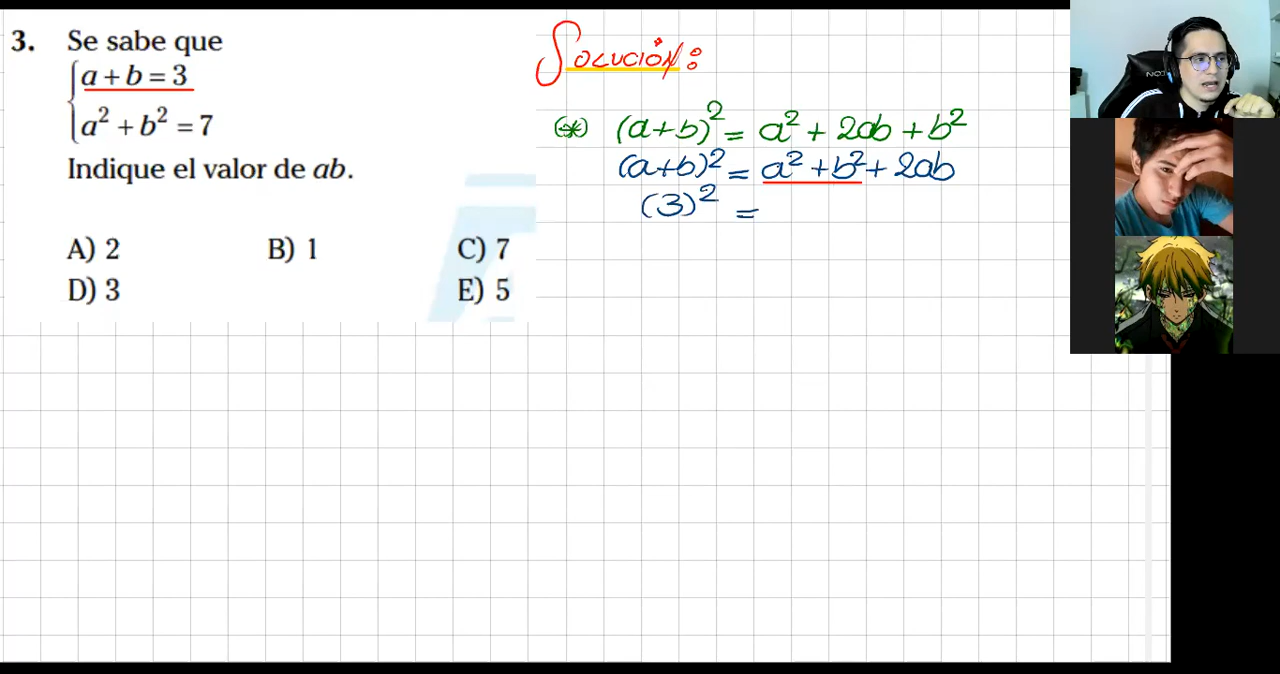 3. Se sabe que
a + b = 3
a² + b² = 7
Indique el valor de ab.
A) 2 B) 1 C) 7
D) 3 E) 5
Solución:
(*) (a+b)² = a² + 2ab + b²
(a+b)² = a² + b² + 2ab
(3)² =